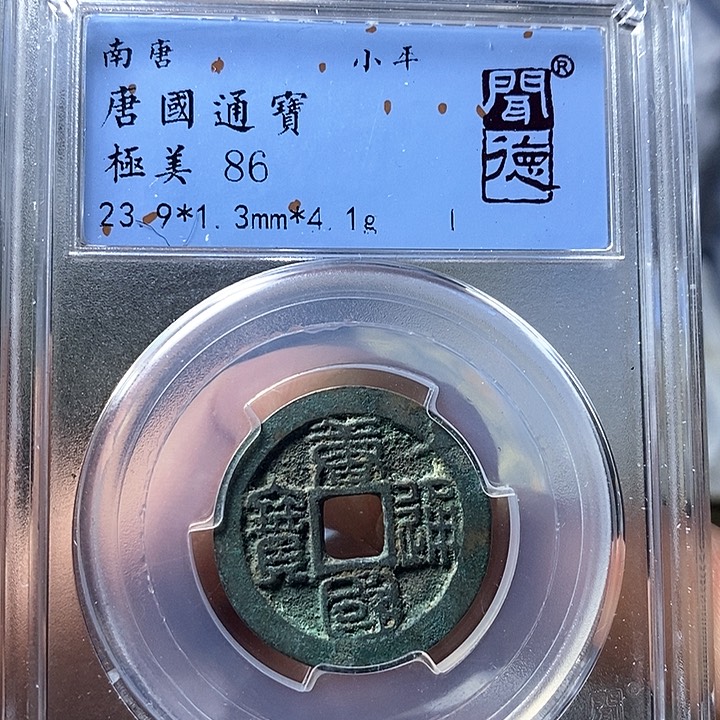 南唐 小平
唐國通寶
極美 86
23.9*1.3mm*4.1g
聞德®
唐國通寶